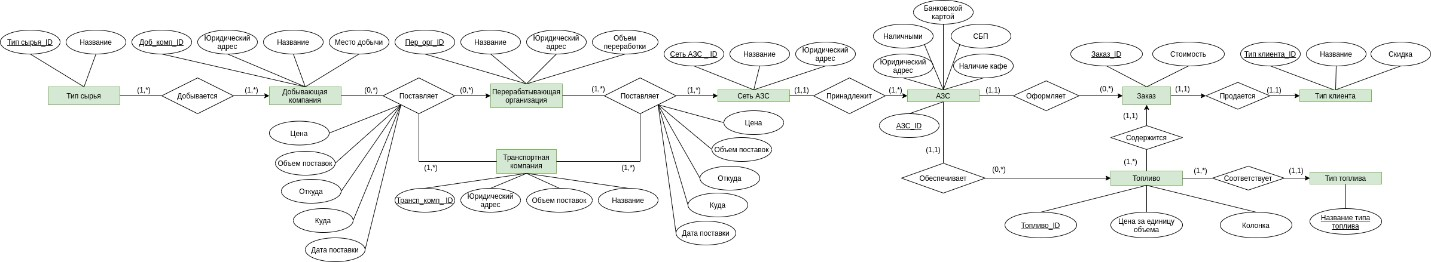 Банковской
картой
Тип сырья_ID
Название
Доб_комп_ID
Юридический
адрес
Название
Место добычи
Пер_орг_ID
Название
Юридический
адрес
Объем
переработки
Сеть АЗС_ _ID
Название
Юридический
адрес
Наличными
СБП
Юридический
адрес
Наличие кафе
Заказ_ID
Стоимость
Тип клиента_ID
Название
Скидка
Тип сырья
(1,*)
Добывается
(1,*)
Добывающая
компания
(0,*)
Поставляет
(0,*)
Перерабатывающая
организация
(1,*)
Поставляет
(1,*)
Сеть АЗС
(1,1)
Принадлежит
(1,*)
АЗС
(1,1)
Оформляет
(0,*)
Заказ
(1,1)
Продается
(1,1)
Тип клиента
АЗС_ID
(1,1)
Содержится
(1,*)
Цена
Объем поставок
Откуда
Куда
Дата поставки
(1,*)
Транспортная
компания
(1,*)
Трансп_комп_ _ID
Юридический
адрес
Объем поставок
Название
Цена
Объем поставок
Откуда
Куда
Дата поставки
(1,1)
Обеспечивает
(0,*)
Топливо
(1,*)
Соответствует
(1,1)
Тип топлива
Топливо_ID
Цена за единицу
объема
Колонка
Название типа
топлива